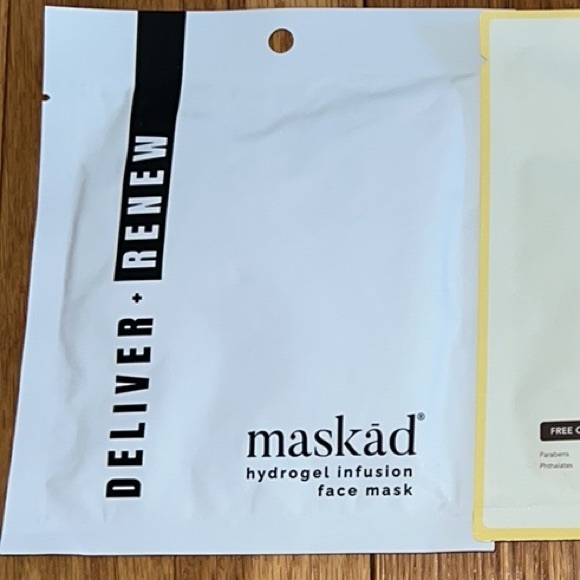 DELIVER + RENEW
maskād®
hydrogel infusion
face mask
FREE
Parabens
Phthalates